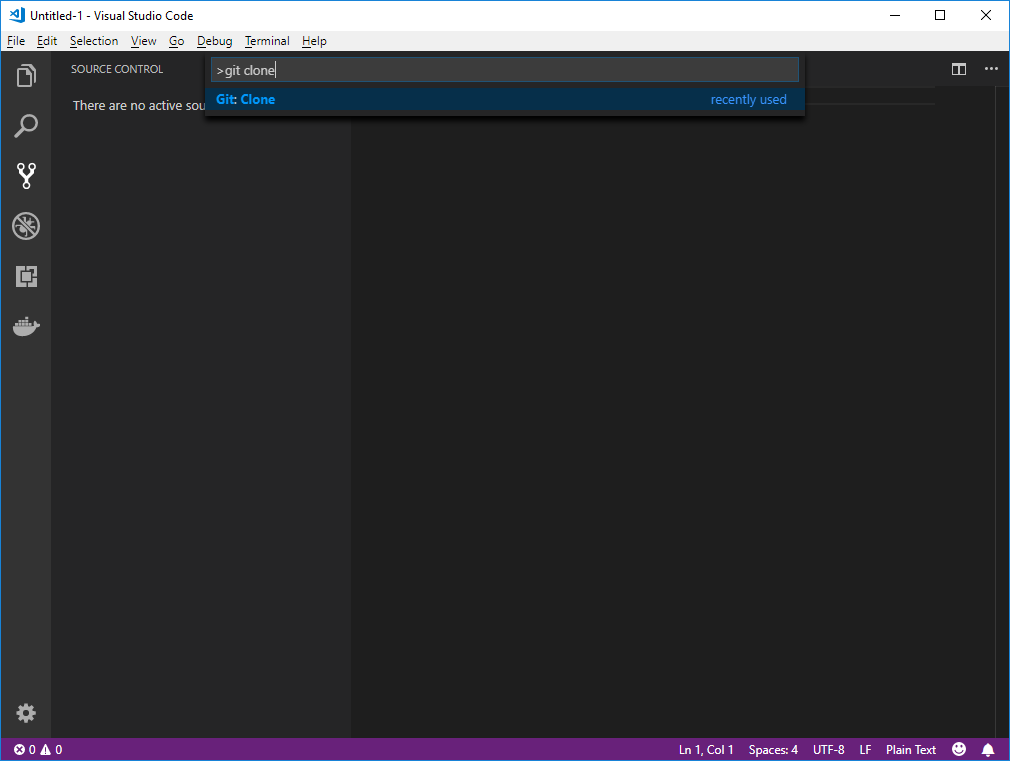 Untitled-1 - Visual Studio Code
File Edit Selection View Go Debug Terminal Help
SOURCE CONTROL
>git clone
Git: Clone recently used
There are no active sou
0 0 Ln 1, Col 1 Spaces: 4 UTF-8 LF Plain Text